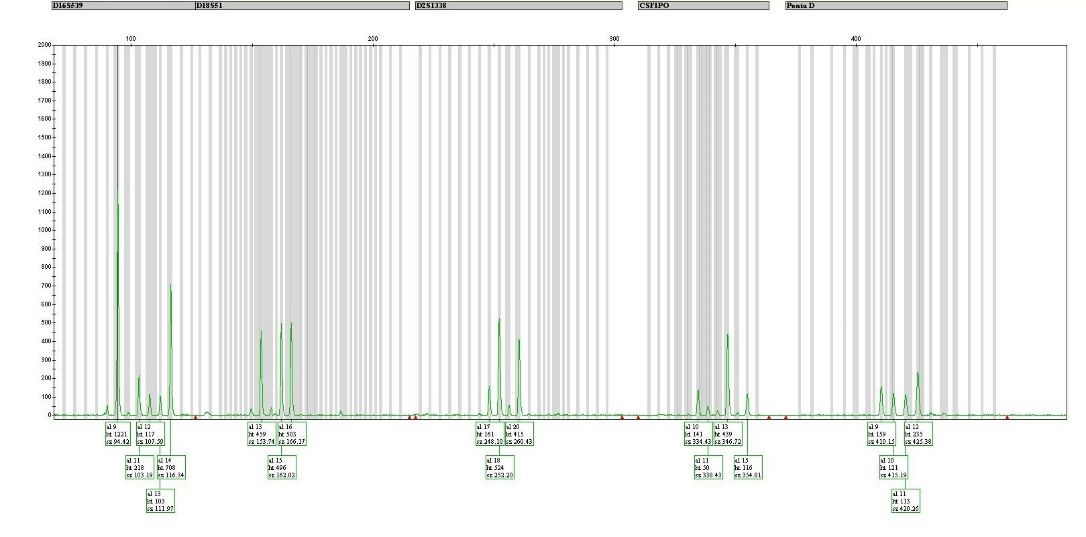 D16S539 D18S51 D2S1338 CSF1PO Penta D
100 200 300 400
2000
1900
1800
1700
1600
1500
1400
1300
1200
1100
1000
900
800
700
600
500
400
300
200
100
0
al 9
ht 1221
sz 94.42
al 12
ht 117
sz 107.59
al 13
ht 459
sz 153.74
al 16
ht 503
sz 166.17
al 17
ht 161
sz 248.10
al 20
ht 415
sz 260.43
al 10
ht 141
sz 334.43
al 13
ht 439
sz 346.72
al 9
ht 159
sz 410.15
al 12
ht 235
sz 425.38
al 11
ht 218
sz 103.19
al 14
ht 708
sz 116.34
al 15
ht 496
sz 162.02
al 18
ht 524
sz 252.20
al 11
ht 50
sz 338.43
al 15
ht 116
sz 354.81
al 10
ht 121
sz 415.19
al 13
ht 103
sz 111.97
al 11
ht 113
sz 420.26